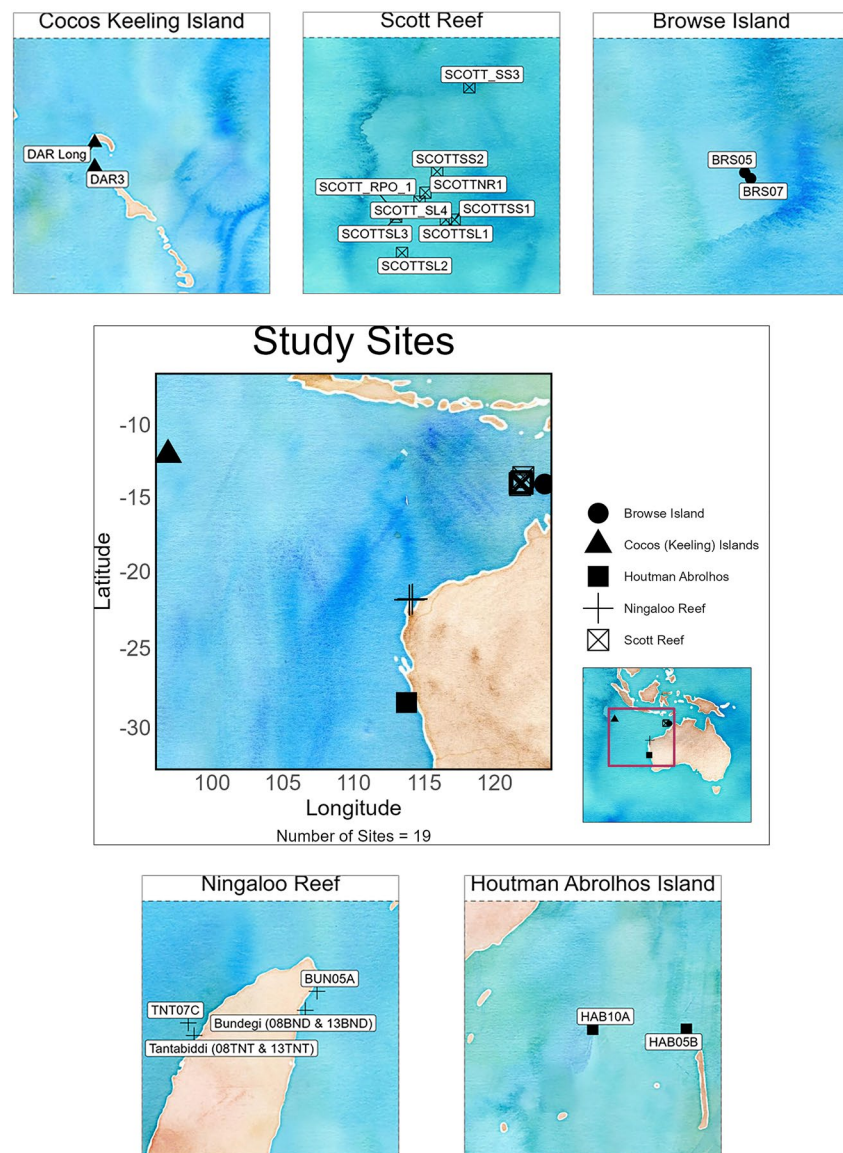 Cocos Keeling Island
DAR Long
DAR3
Scott Reef
SCOTT_SS3
SCOTTSS2
SCOTT_RPO_1
SCOTTNR1
SCOTT_SL4
SCOTTSS1
SCOTTSL3
SCOTTSL1
SCOTTSL2
Browse Island
BRS05
BRS07
Study Sites
Latitude
-10
-15
-20
-25
-30
100
105
110
115
120
Longitude
Number of Sites = 19
Browse Island
Cocos (Keeling) Islands
Houtman Abrolhos
Ningaloo Reef
Scott Reef
Ningaloo Reef
BUN05A
TNT07C
Bundegi (08BND & 13BND)
Tantabiddi (08TNT & 13TNT)
Houtman Abrolhos Island
HAB10A
HAB05B